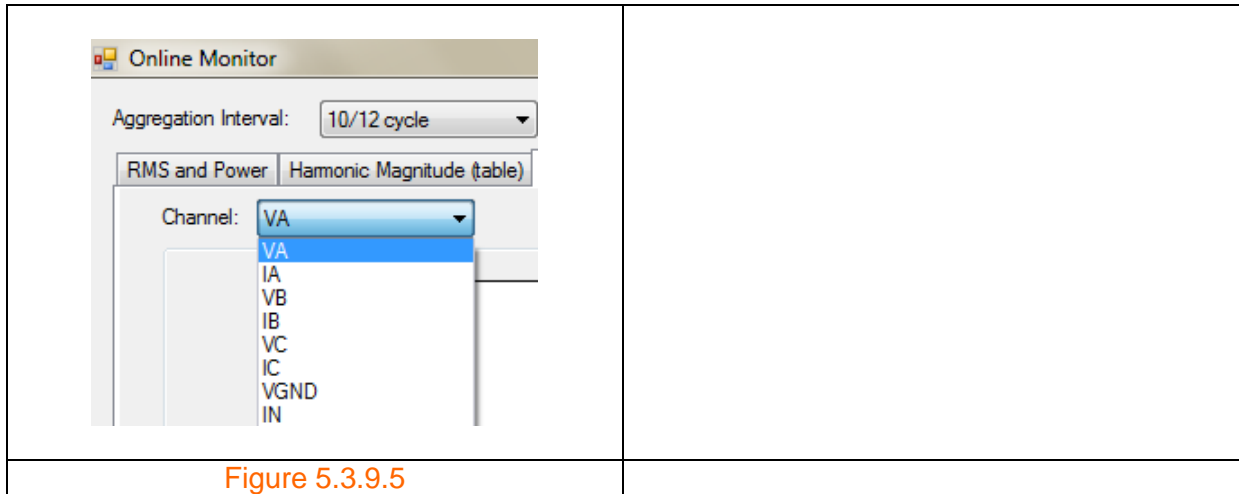 Online Monitor
Aggregation Interval: 10/12 cycle
RMS and Power Harmonic Magnitude (table)
Channel: VA
VA
IA
VB
IB
VC
IC
VGND
IN
Figure 5.3.9.5